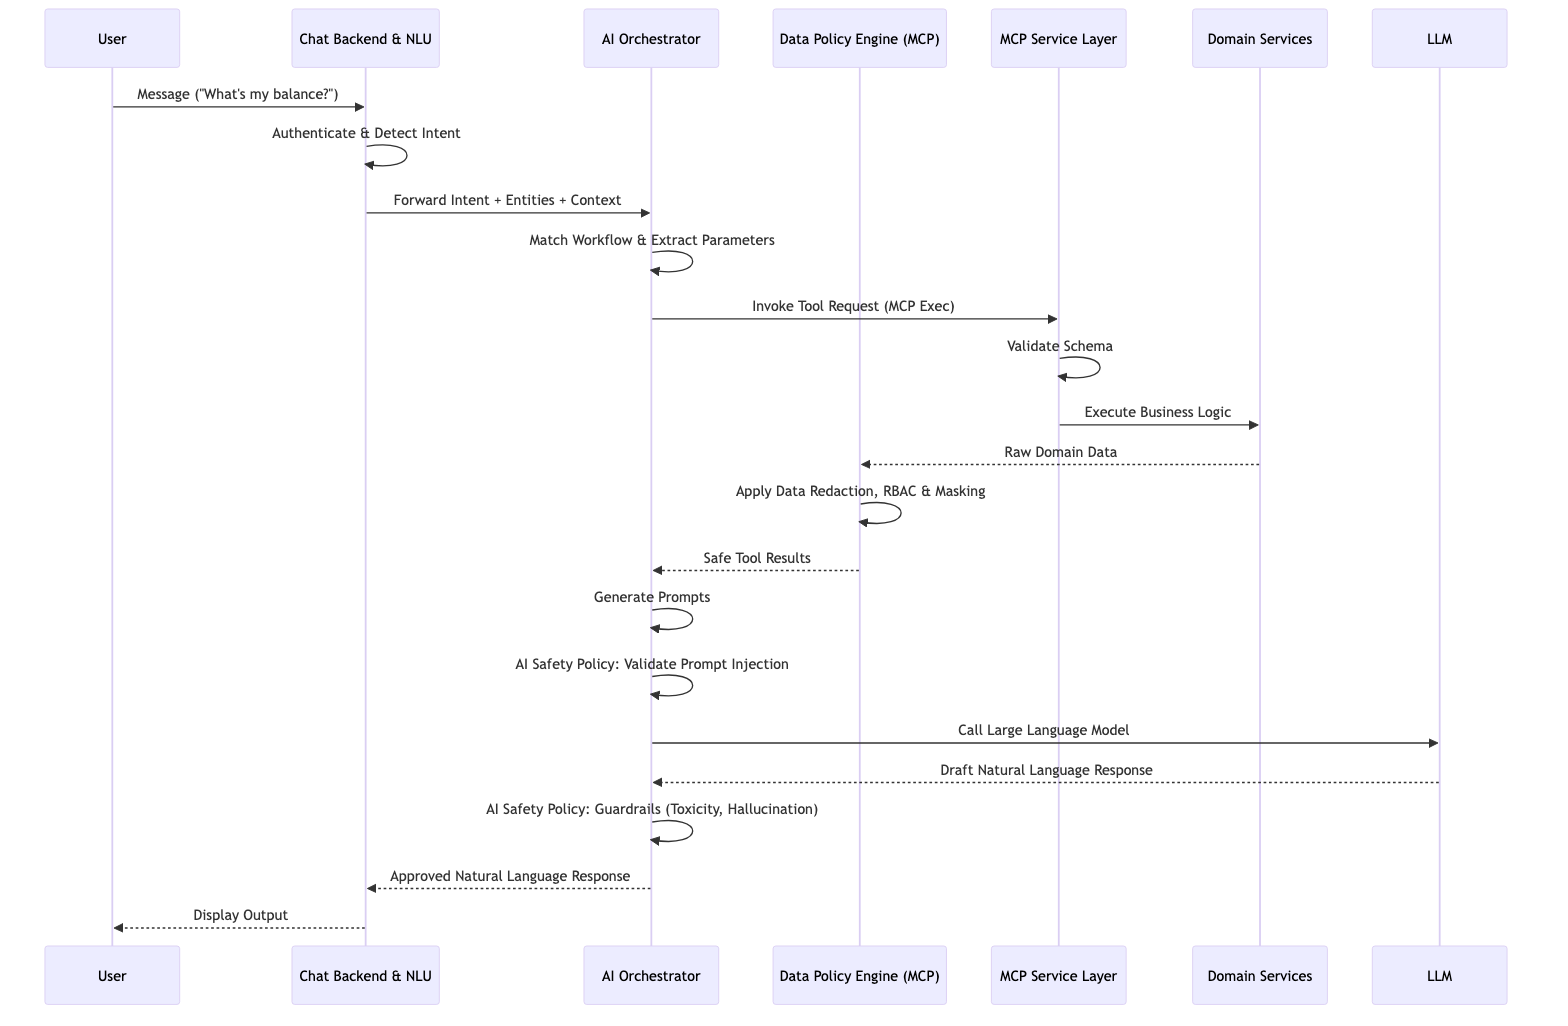 User
Chat Backend & NLU
AI Orchestrator
Data Policy Engine (MCP)
MCP Service Layer
Domain Services
LLM
Message ("What's my balance?")
Authenticate & Detect Intent
Forward Intent + Entities + Context
Match Workflow & Extract Parameters
Invoke Tool Request (MCP Exec)
Validate Schema
Execute Business Logic
Raw Domain Data
Apply Data Redaction, RBAC & Masking
Safe Tool Results
Generate Prompts
AI Safety Policy: Validate Prompt Injection
Call Large Language Model
Draft Natural Language Response
AI Safety Policy: Guardrails (Toxicity, Hallucination)
Approved Natural Language Response
Display Output
User
Chat Backend & NLU
AI Orchestrator
Data Policy Engine (MCP)
MCP Service Layer
Domain Services
LLM